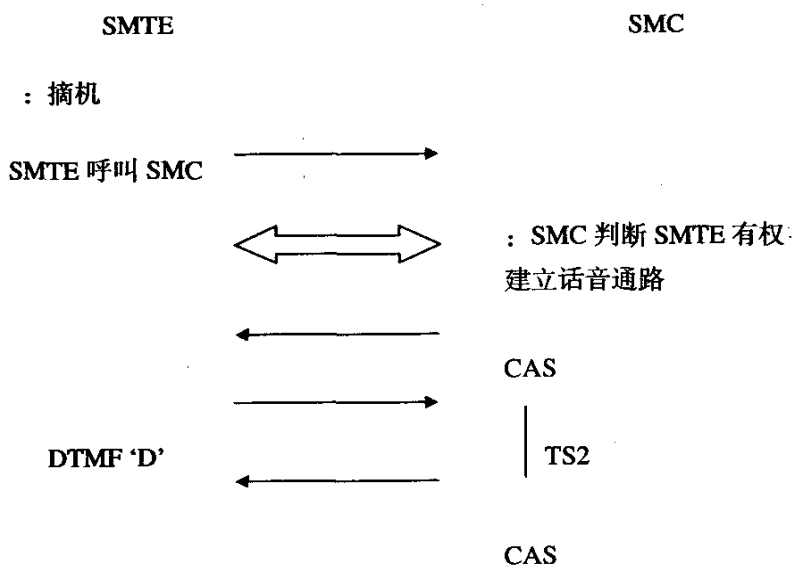 SMTE
SMC
：摘机
SMTE 呼叫 SMC
：SMC 判断 SMTE 有权
建立话音通路
CAS
DTMF ‘D’
TS2
CAS